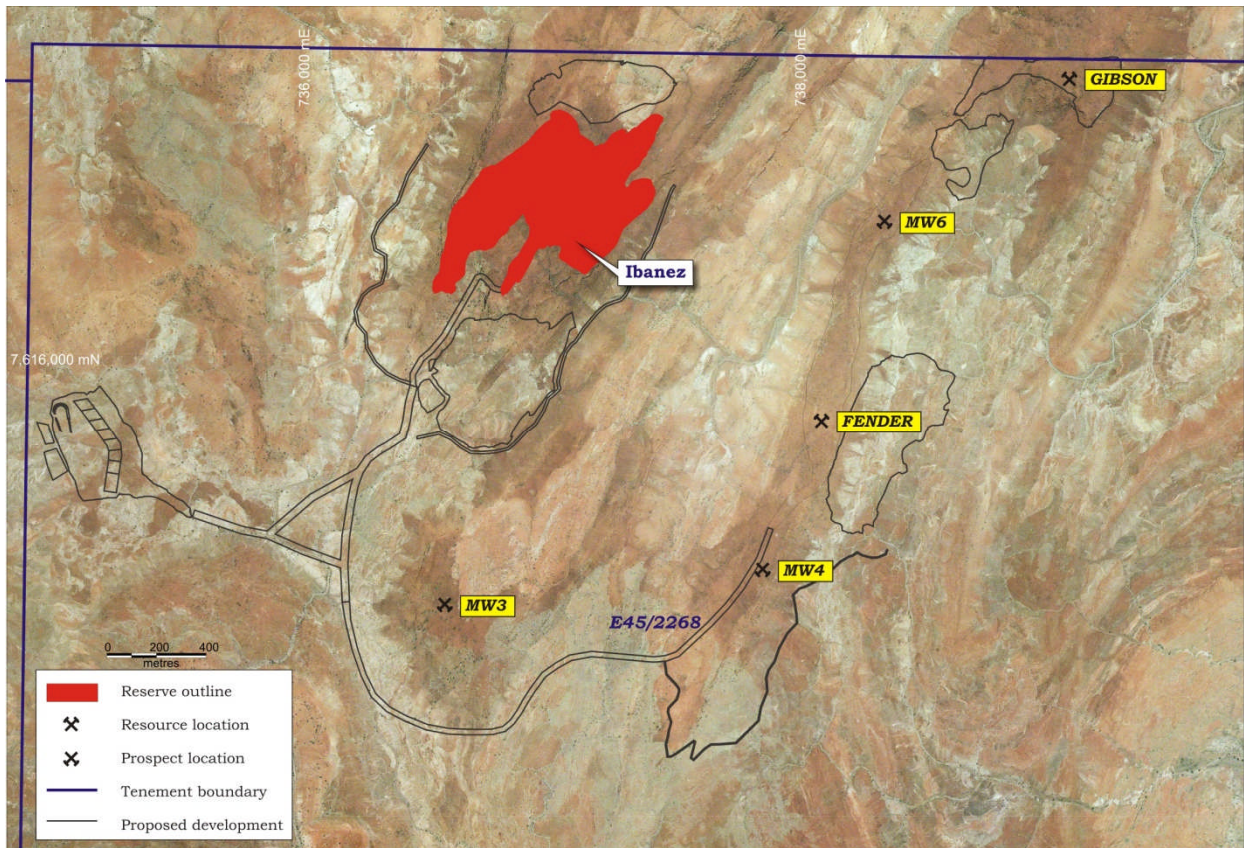 736,000 mE
738,000 mE
GIBSON
MW6
Ibanez
7,616,000 mN
FENDER
MW4
MW3
E45/2268
0 200 400
metres
Reserve outline
Resource location
Prospect location
Tenement boundary
Proposed development